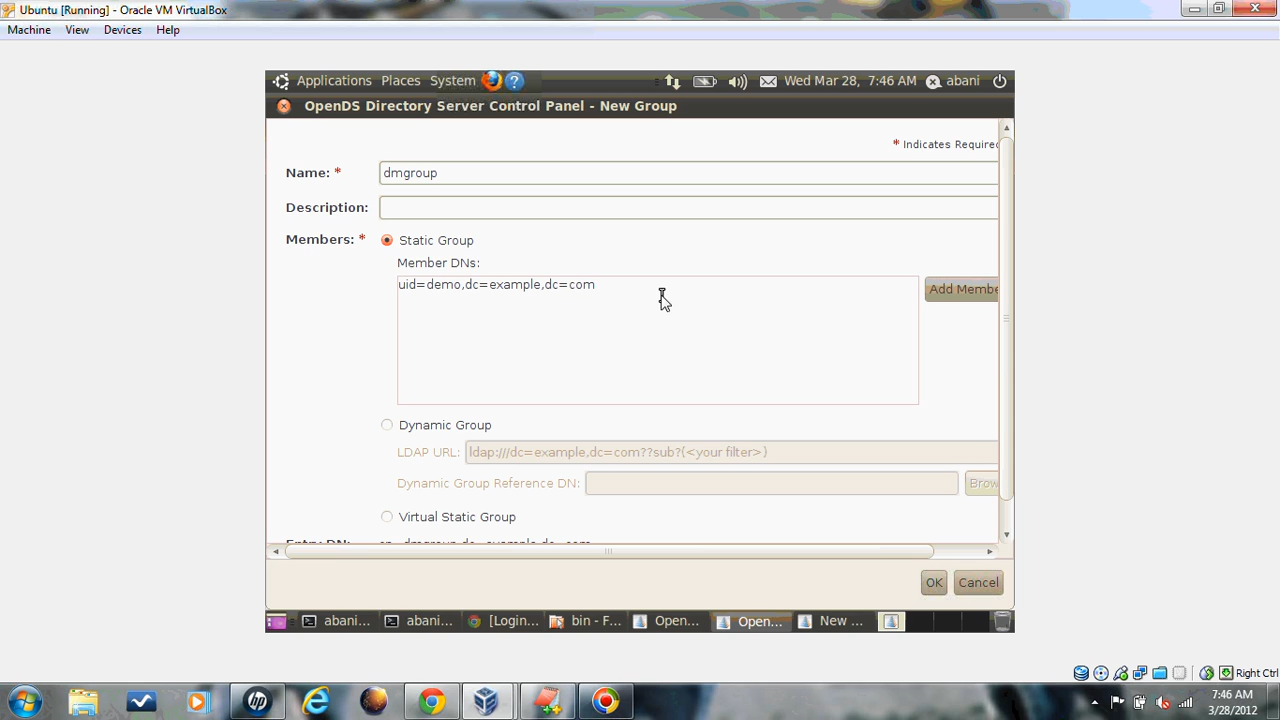 Ubuntu [Running] - Oracle VM VirtualBox
Machine View Devices Help
Applications Places System Wed Mar 28, 7:46 AM abani
OpenDS Directory Server Control Panel - New Group
* Indicates Required
Name: * dmgroup
Description:
Members: * Static Group
Member DNs:
uid=demo,dc=example,dc=com
Add Membe
Dynamic Group
LDAP URL: ldap:///dc=example,dc=com??sub?(<your filter>)
Dynamic Group Reference DN: Brow
Virtual Static Group
OK Cancel
abani... abani... [Login... bin - F... Open... Open... New ...
Right Ctrl
7:46 AM
3/28/2012